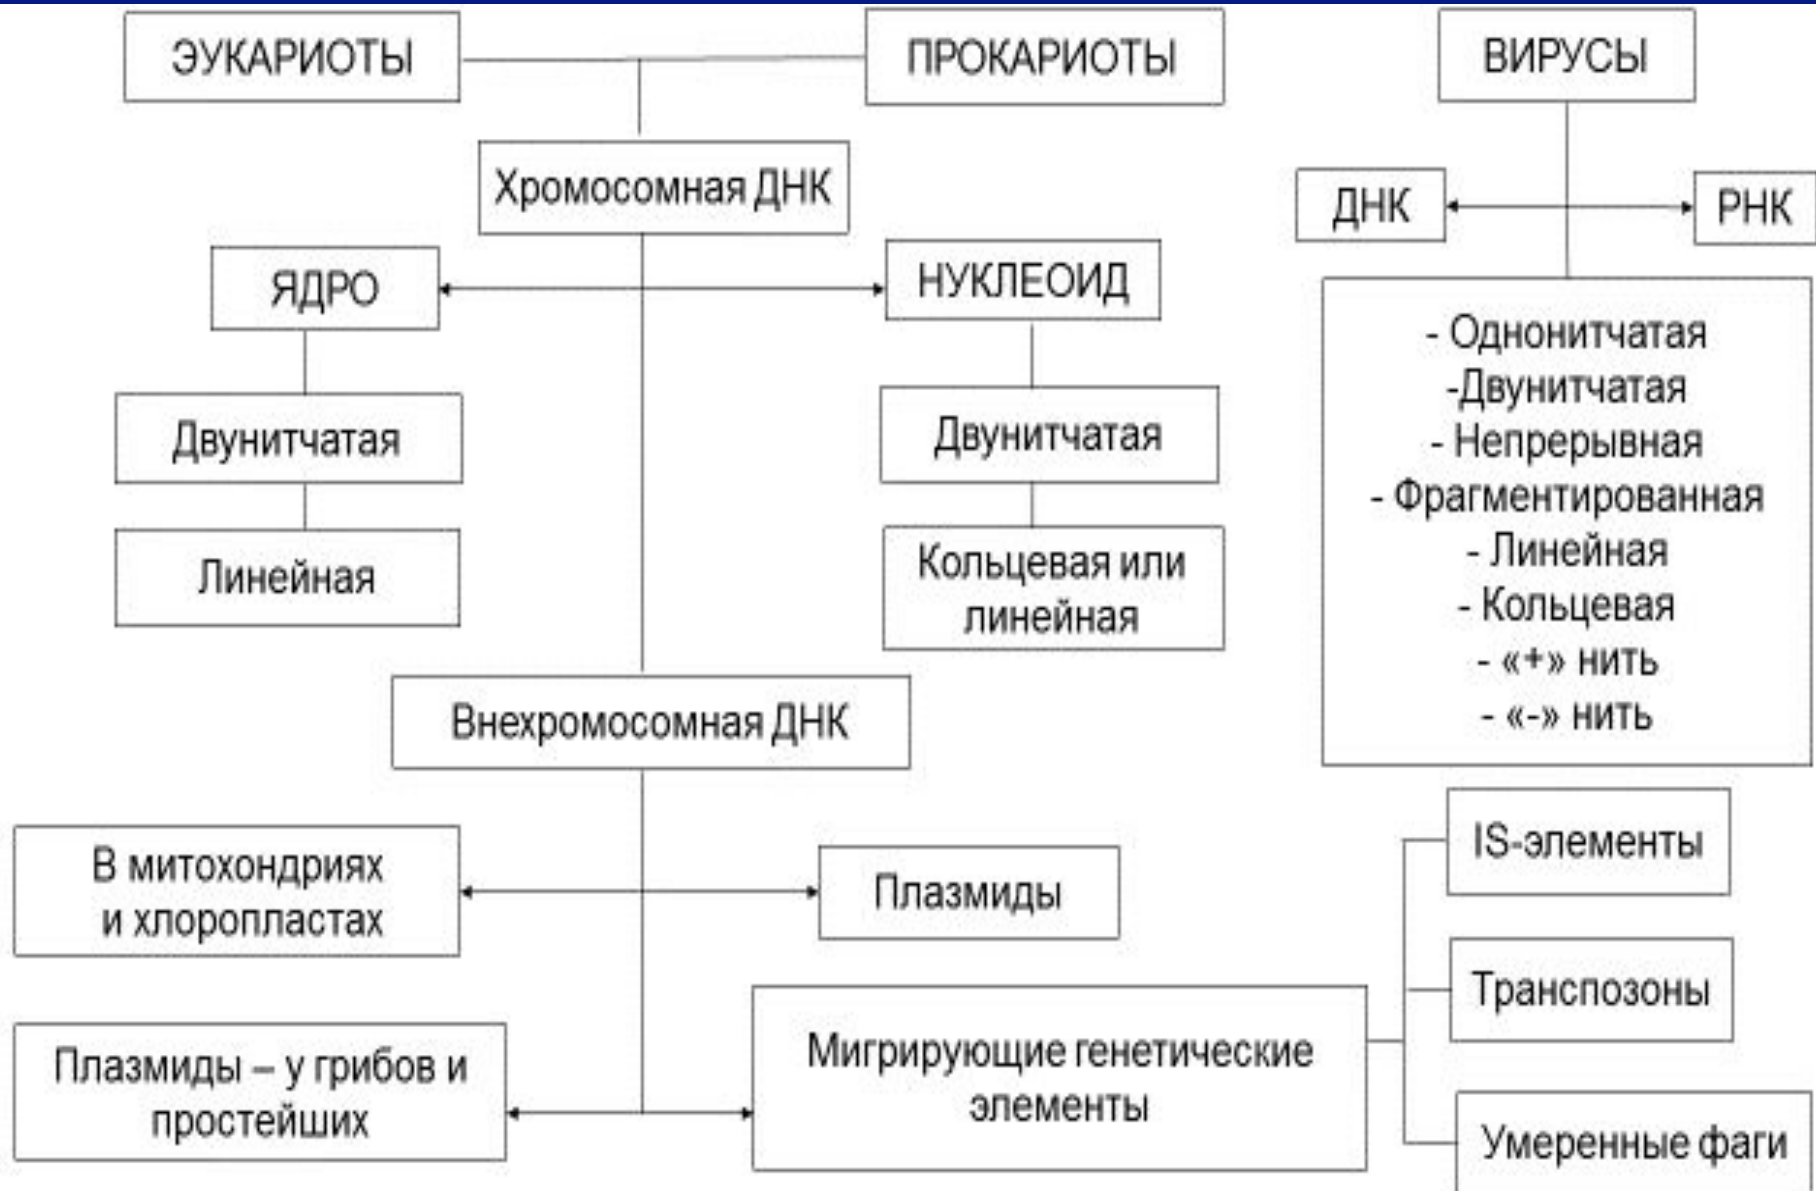 ЭУКАРИОТЫ
ПРОКАРИОТЫ
ВИРУСЫ
Хромосомная ДНК
ДНК
РНК
ЯДРО
НУКЛЕОИД
Двунитчатая
Двунитчатая
Линейная
Кольцевая или
линейная
- Однонитчатая
-Двунитчатая
- Непрерывная
- Фрагментированная
- Линейная
- Кольцевая
- «+» нить
- «-» нить
Внехромосомная ДНК
В митохондриях
и хлоропластах
Плазмиды
Плазмиды – у грибов и
простейших
Мигрирующие генетические
элементы
IS-элементы
Транспозоны
Умеренные фаги